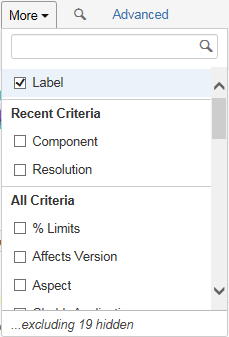 More Advanced
Label
Recent Criteria
Component
Resolution
All Criteria
% Limits
Affects Version
Aspect
...excluding 19 hidden